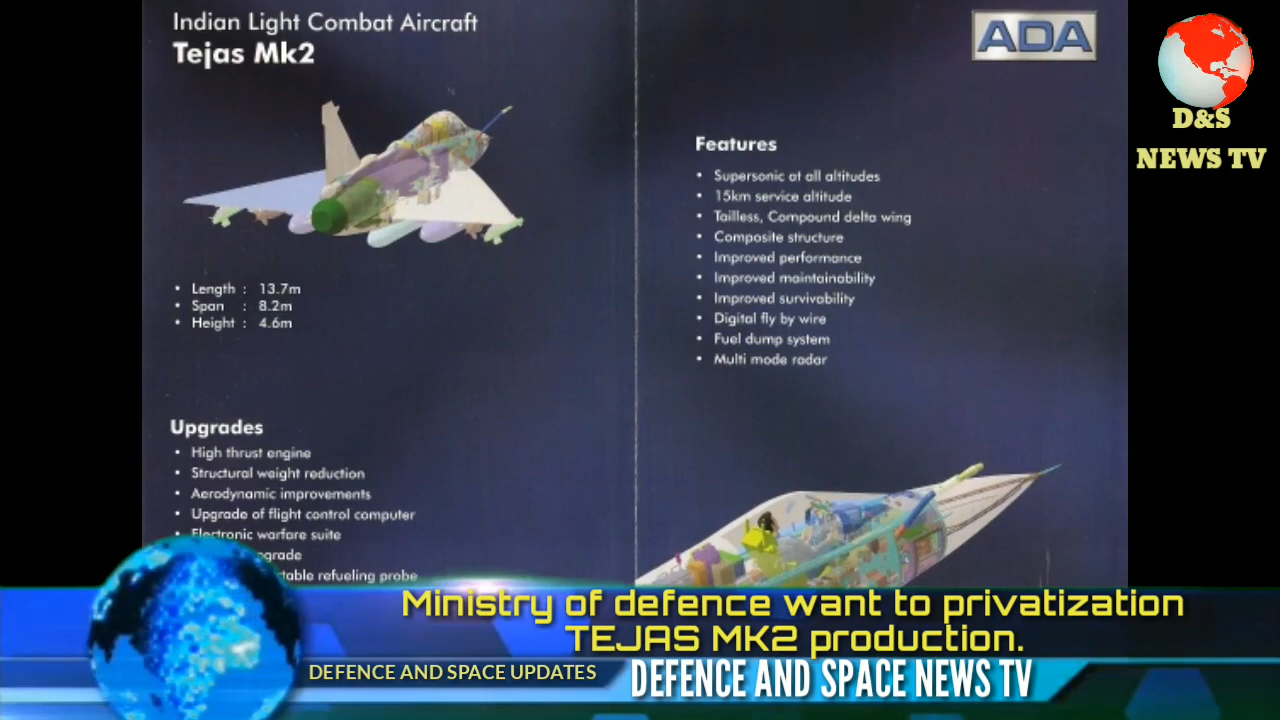 Indian Light Combat Aircraft
Tejas Mk2
ADA
D&S
NEWS TV
• Length : 13.7m
• Span : 8.2m
• Height : 4.6m
Upgrades
• High thrust engine
• Structural weight reduction
• Aerodynamic improvements
• Upgrade of flight control computer
• Electronic warfare suite
refueling probe
Features
• Supersonic at all altitudes
• 15km service altitude
• Tailless, Compound delta wing
• Composite structure
• Improved performance
• Improved maintainability
• Improved survivability
• Digital fly by wire
• Fuel dump system
• Multi mode radar
Ministry of defence want to privatization
TEJAS MK2 production.
DEFENCE AND SPACE UPDATES
DEFENCE AND SPACE NEWS TV